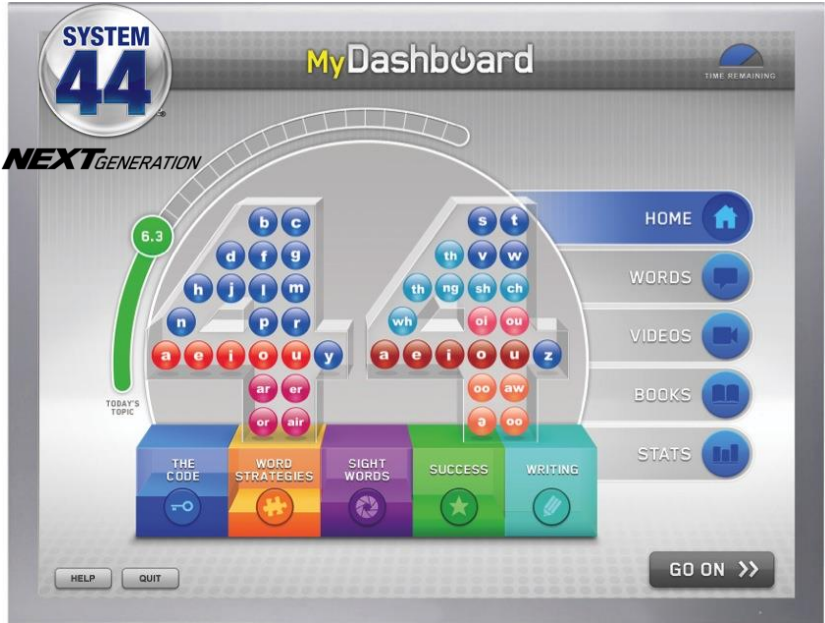 SYSTEM
44
NEXT GENERATION
MyDashboard
TIME REMAINING
6.3
TODAY'S
TOPIC
b c
d f g
h j l m
n p r
a e i o u y
ar er
or air
s t
th v w
th ng sh ch
wh oi ou
a e i o u z
oo aw
ə oo
HOME
WORDS
VIDEOS
BOOKS
STATS
THE
CODE
WORD
STRATEGIES
SIGHT
WORDS
SUCCESS
WRITING
HELP
QUIT
GO ON